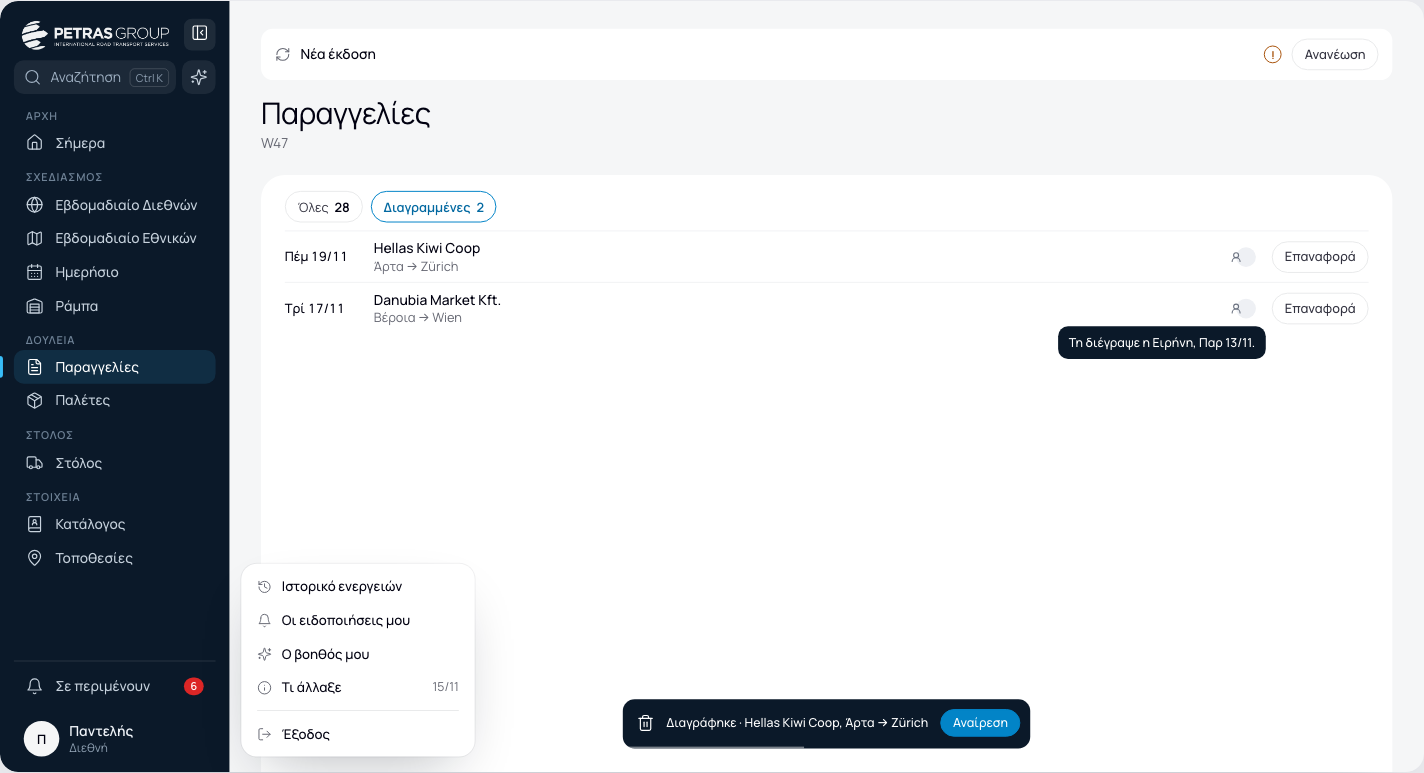 PETRAS GROUP
INTERNATIONAL ROAD TRANSPORT SERVICES
Αναζήτηση Ctrl K
ΑΡΧΗ
Σήμερα
ΣΧΕΔΙΑΣΜΟΣ
Εβδομαδιαίο Διεθνών
Εβδομαδιαίο Εθνικών
Ημερήσιο
Ράμπα
ΔΟΥΛΕΙΑ
Παραγγελίες
Παλέτες
ΣΤΟΛΟΣ
Στόλος
ΣΤΟΙΧΕΙΑ
Κατάλογος
Τοποθεσίες
Σε περιμένουν 6
Π Παντελής
Διεθνή
Νέα έκδοση Ανανέωση
Παραγγελίες
W47
Όλες 28 Διαγραμμένες 2
Πέμ 19/11 Hellas Kiwi Coop Επαναφορά
Άρτα → Zürich
Τρί 17/11 Danubia Market Kft. Επαναφορά
Βέροια → Wien
Τη διέγραψε η Ειρήνη, Παρ 13/11.
Ιστορικό ενεργειών
Οι ειδοποιήσεις μου
Ο βοηθός μου
Τι άλλαξε 15/11
Έξοδος
Διαγράφηκε · Hellas Kiwi Coop, Άρτα → Zürich Αναίρεση